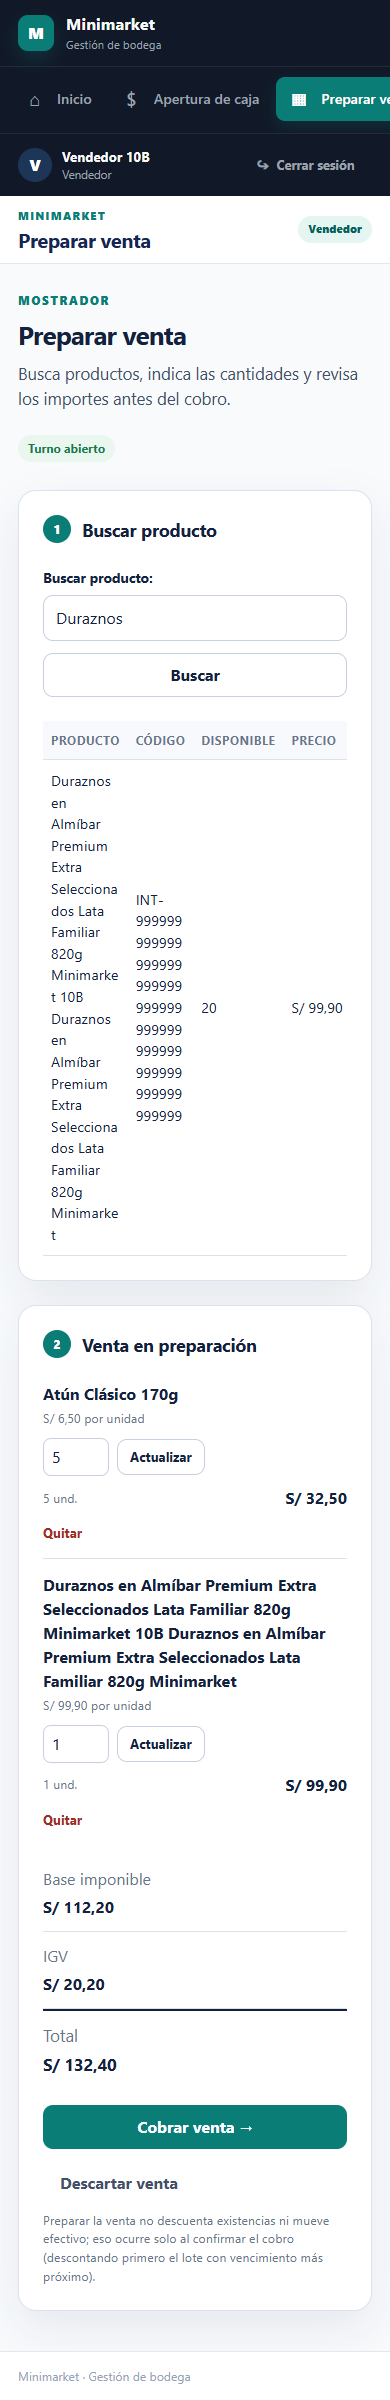 M
Minimarket
Gestión de bodega
Inicio
$
Apertura de caja
Preparar ve
V
Vendedor 10B
Vendedor
Cerrar sesión
MINIMARKET
Preparar venta
Vendedor
MOSTRADOR
Preparar venta
Busca productos, indica las cantidades y revisa
los importes antes del cobro.
Turno abierto
1
Buscar producto
Buscar producto:
Duraznos
Buscar
PRODUCTO CÓDIGO DISPONIBLE PRECIO
Duraznos
en
Almíbar
Premium
Extra
Selecciona
dos Lata
Familiar
820g
Minimarke
t 10B
Duraznos
en
Almíbar
Premium
Extra
Selecciona
dos Lata
Familiar
820g
Minimarke
t
INT-
999999
999999
999999
999999
999999
999999
999999
999999
999999
999999
20
S/ 99,90
2
Venta en preparación
Atún Clásico 170g
S/ 6,50 por unidad
5
Actualizar
5 und.
S/ 32,50
Quitar
Duraznos en Almíbar Premium Extra
Seleccionados Lata Familiar 820g
Minimarket 10B Duraznos en Almíbar
Premium Extra Seleccionados Lata
Familiar 820g Minimarket
S/ 99,90 por unidad
1
Actualizar
1 und.
S/ 99,90
Quitar
Base imponible
S/ 112,20
IGV
S/ 20,20
Total
S/ 132,40
Cobrar venta →
Descartar venta
Preparar la venta no descuenta existencias ni mueve
efectivo; eso ocurre solo al confirmar el cobro
(descontando primero el lote con vencimiento más
próximo).
Minimarket · Gestión de bodega